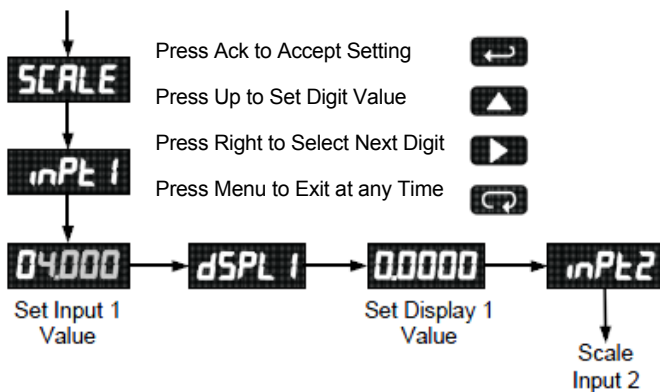 Press Ack to Accept Setting
SCALE
Press Up to Set Digit Value
Press Right to Select Next Digit
inPt 1
Press Menu to Exit at any Time
04.000
dSPL 1
0.0000
inPt2
Set Input 1
Value
Set Display 1
Value
Scale
Input 2